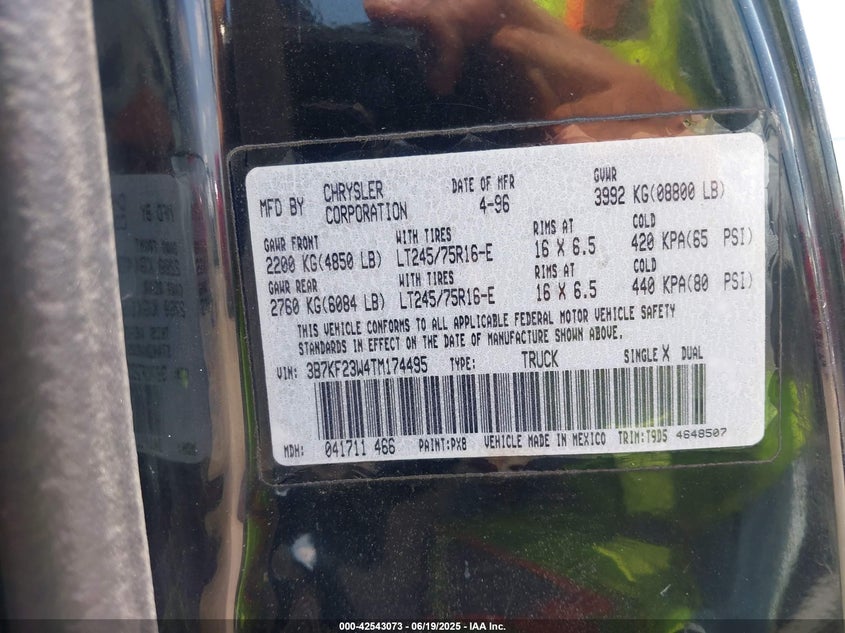 MFD BY CHRYSLER CORPORATION DATE OF MFR 4-96 GVWR 3992 KG(08800 LB)
GAWR FRONT WITH TIRES RIMS AT COLD
2200 KG(4850 LB) LT245/75R16-E 16 X 6.5 420 KPA(65 PSI)
GAWR REAR WITH TIRES RIMS AT COLD
2760 KG(6084 LB) LT245/75R16-E 16 X 6.5 440 KPA(80 PSI)
THIS VEHICLE CONFORMS TO ALL APPLICABLE FEDERAL MOTOR VEHICLE SAFETY
STANDARDS IN EFFECT ON THE DATE OF MANUFACTURE SHOWN ABOVE.
VIN: 3B7KF23W4TM174495 TYPE: TRUCK SINGLE X DUAL
MDH: 041711 466 PAINT:PX8 VEHICLE MADE IN MEXICO TRIM:T9D5 4648507
000-42543073 - 06/19/2025 - IAA Inc.